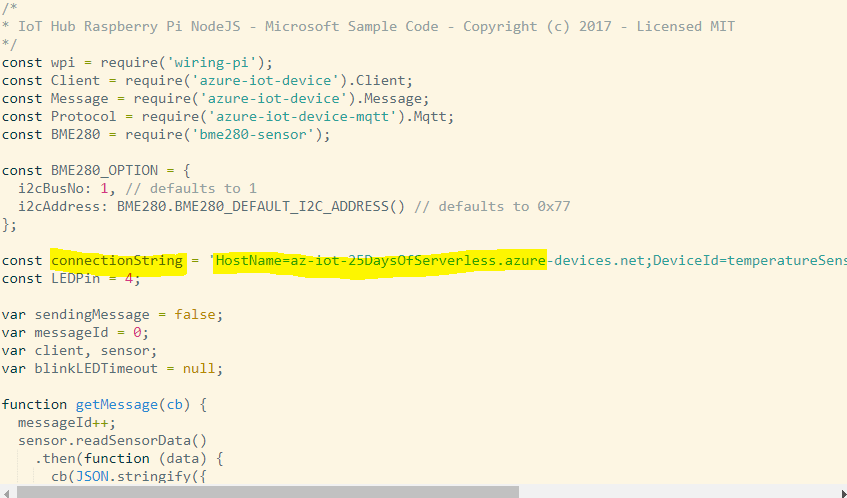 /*
* IoT Hub Raspberry Pi NodeJS - Microsoft Sample Code - Copyright (c) 2017 - Licensed MIT
*/
const wpi = require('wiring-pi');
const Client = require('azure-iot-device').Client;
const Message = require('azure-iot-device').Message;
const Protocol = require('azure-iot-device-mqtt').Mqtt;
const BME280 = require('bme280-sensor');

const BME280_OPTION = {
  i2cBusNo: 1, // defaults to 1
  i2cAddress: BME280.BME280_DEFAULT_I2C_ADDRESS() // defaults to 0x77
};

const connectionString = 'HostName=az-iot-25DaysOfServerless.azure-devices.net;DeviceId=temperatureSens
const LEDPin = 4;

var sendingMessage = false;
var messageId = 0;
var client, sensor;
var blinkLEDTimeout = null;

function getMessage(cb) {
  messageId++;
  sensor.readSensorData()
    .then(function (data) {
      cb(JSON.stringify({